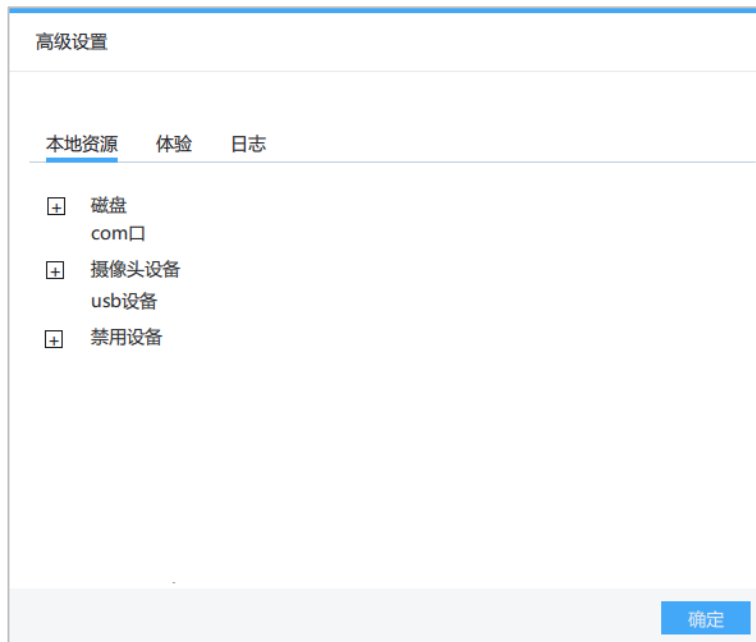 高级设置
本地资源 体验 日志
磁盘
com口
摄像头设备
usb设备
禁用设备
确定